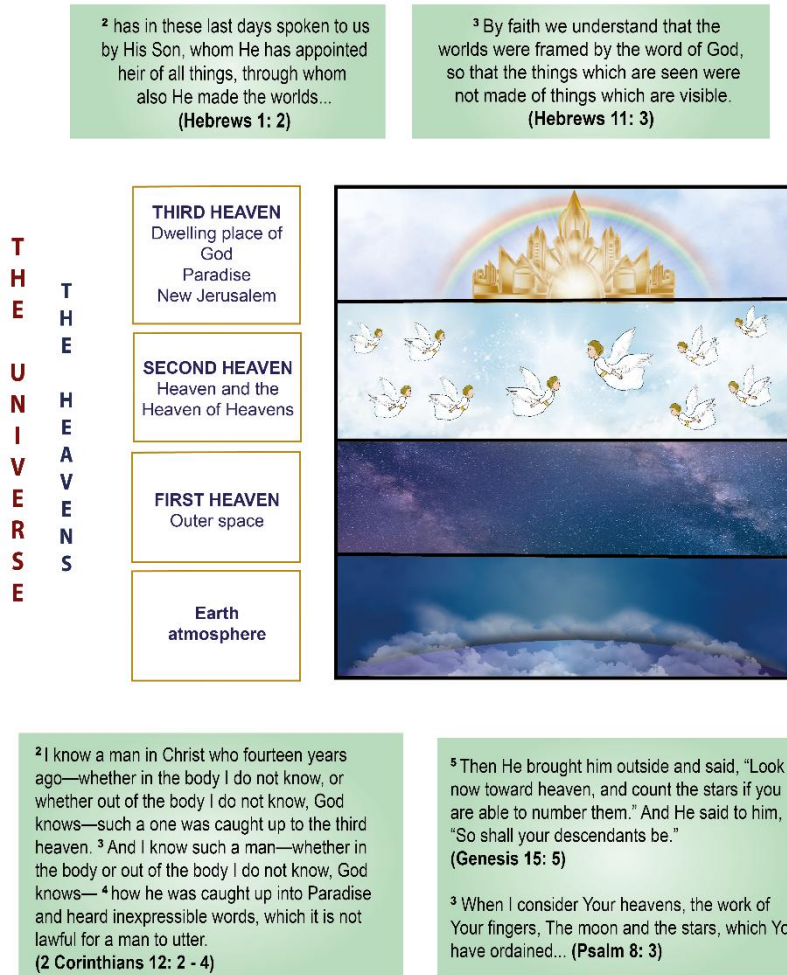 ² has in these last days spoken to us
by His Son, whom He has appointed
heir of all things, through whom
also He made the worlds...
(Hebrews 1: 2)
³ By faith we understand that the
worlds were framed by the word of God,
so that the things which are seen were
not made of things which are visible.
(Hebrews 11: 3)
THE UNIVERSE
THE HEAVENS
THIRD HEAVEN
Dwelling place of
God
Paradise
New Jerusalem
SECOND HEAVEN
Heaven and the
Heaven of Heavens
FIRST HEAVEN
Outer space
Earth
atmosphere
² I know a man in Christ who fourteen years
ago—whether in the body I do not know, or
whether out of the body I do not know, God
knows—such a one was caught up to the third
heaven. ³ And I know such a man—whether in
the body or out of the body I do not know, God
knows— ⁴ how he was caught up into Paradise
and heard inexpressible words, which it is not
lawful for a man to utter.
(2 Corinthians 12: 2 - 4)
⁵ Then He brought him outside and said, “Look
now toward heaven, and count the stars if you
are able to number them.” And He said to him,
“So shall your descendants be.”
(Genesis 15: 5)
³ When I consider Your heavens, the work of
Your fingers, The moon and the stars, which
have ordained... (Psalm 8: 3)